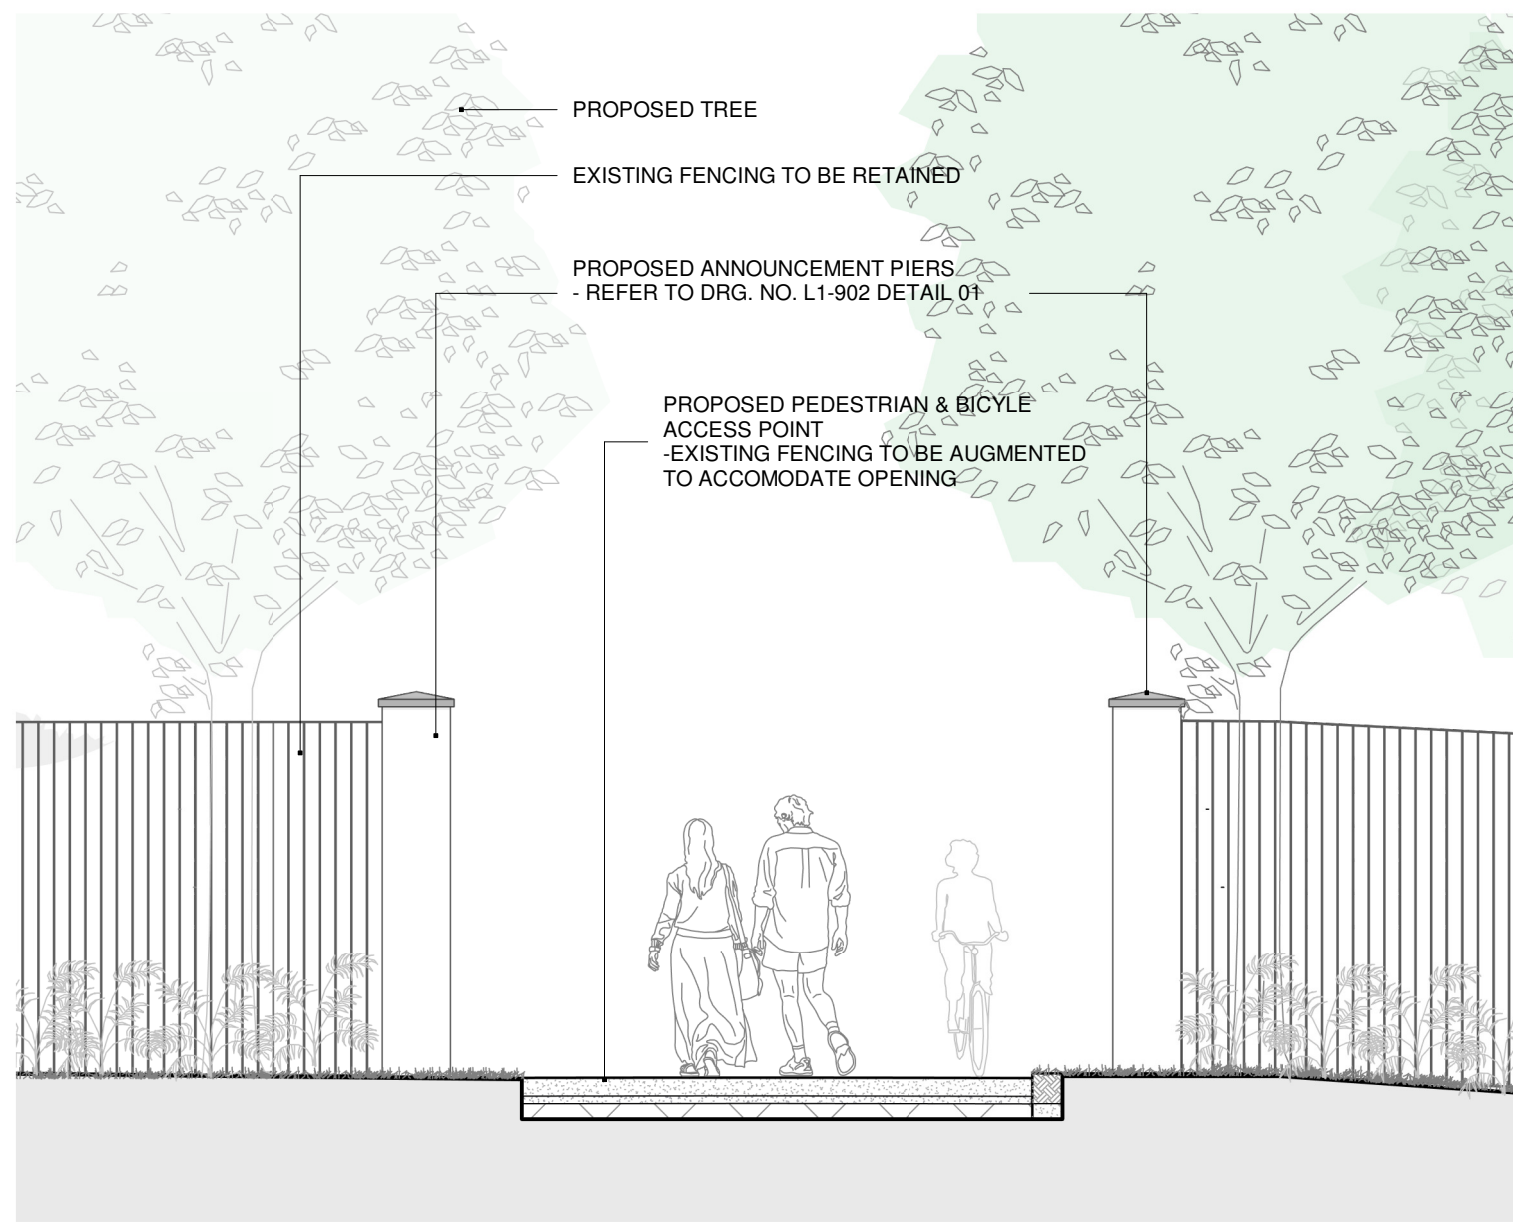 PROPOSED TREE
EXISTING FENCING TO BE RETAINED
PROPOSED ANNOUNCEMENT PIERS
- REFER TO DRG. NO. L1-902 DETAIL 01
PROPOSED PEDESTRIAN & BICYLE
ACCESS POINT
-EXISTING FENCING TO BE AUGMENTED
TO ACCOMODATE OPENING